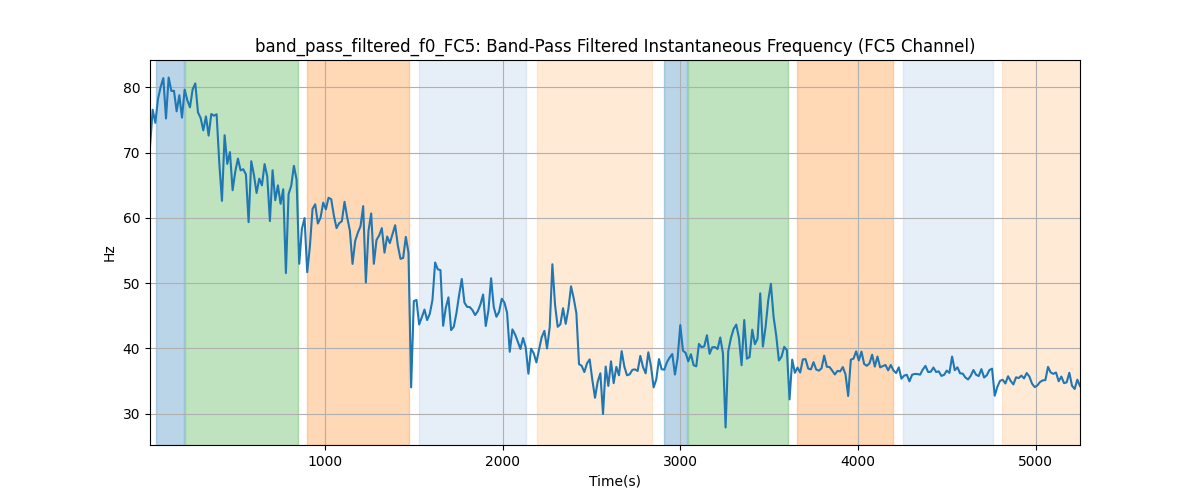 band_pass_filtered_f0_FC5: Band-Pass Filtered Instantaneous Frequency (FC5 Channel)
Hz
80
70
60
50
40
30
1000 2000 3000 4000 5000
Time(s)